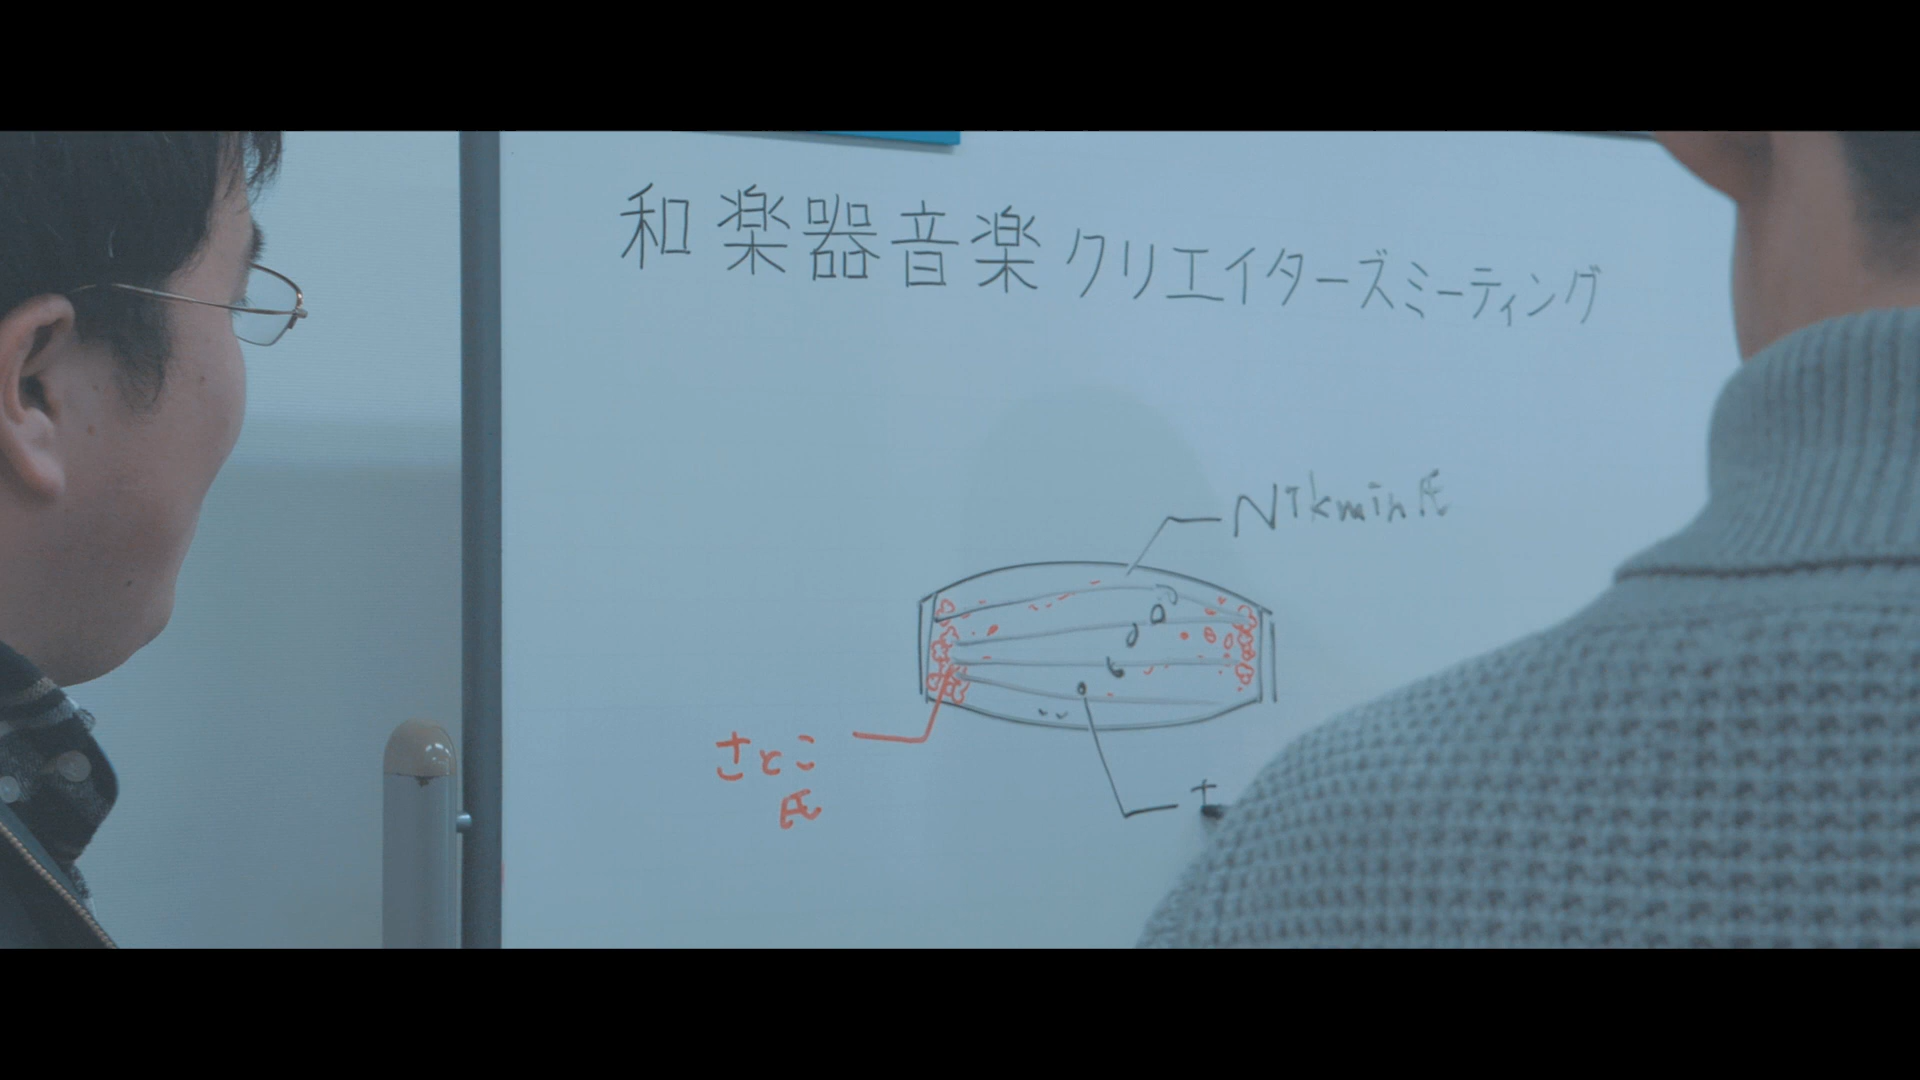 和楽器音楽クリエイターズミーティング
Nikmin氏
さとこ
氏